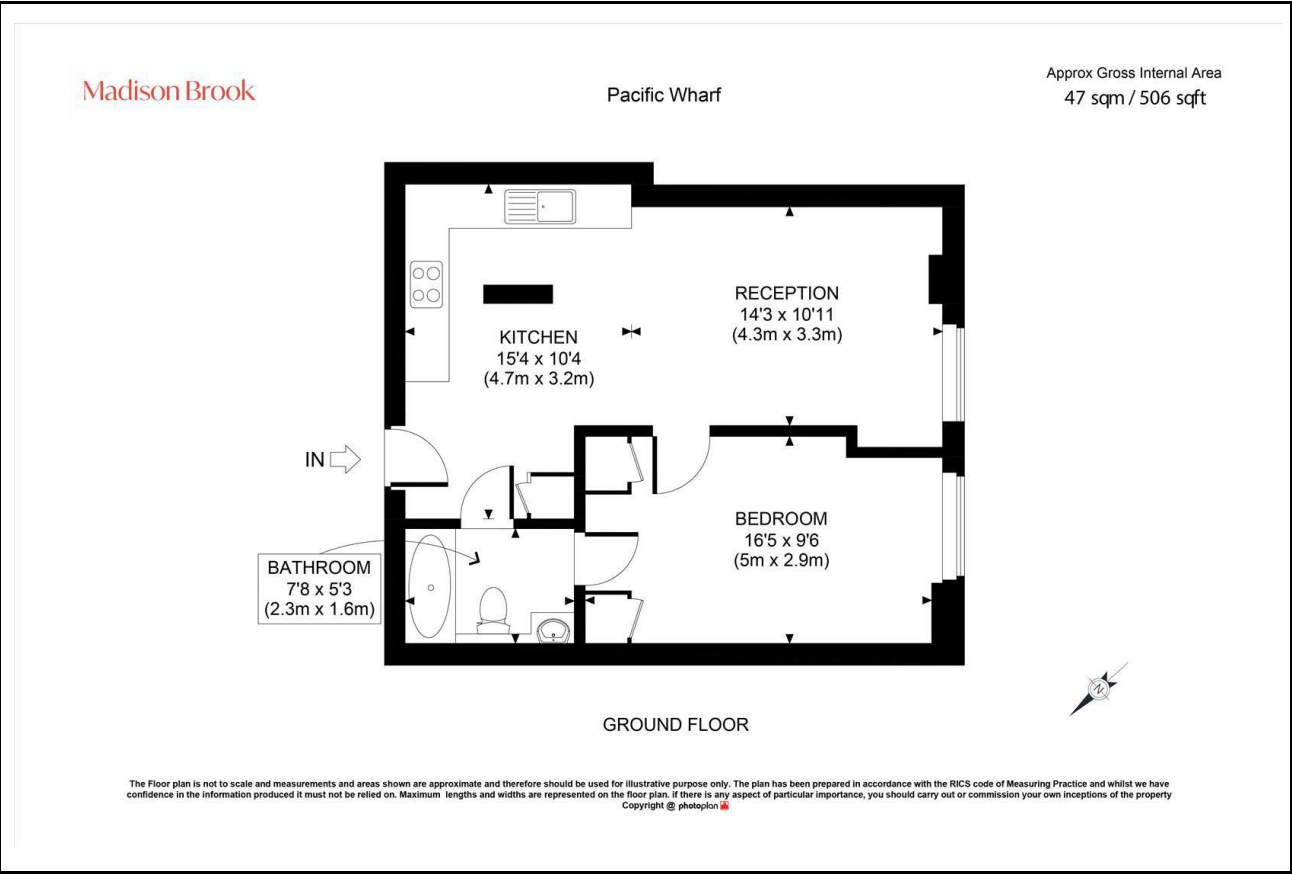 Madison Brook
Pacific Wharf
Approx Gross Internal Area
47 sqm / 506 sqft
RECEPTION
14'3 x 10'11
(4.3m x 3.3m)
KITCHEN
15'4 x 10'4
(4.7m x 3.2m)
IN
BEDROOM
16'5 x 9'6
(5m x 2.9m)
BATHROOM
7'8 x 5'3
(2.3m x 1.6m)
N
GROUND FLOOR
The Floor plan is not to scale and measurements and areas shown are approximate and therefore should be used for illustrative purpose only. The plan has been prepared in accordance with the RICS code of Measuring Practice and whilst we have
confidence in the information produced it must not be relied on. Maximum lengths and widths are represented on the floor plan. if there is any aspect of particular importance, you should carry out or commission your own inceptions of the property
Copyright @ photoplan